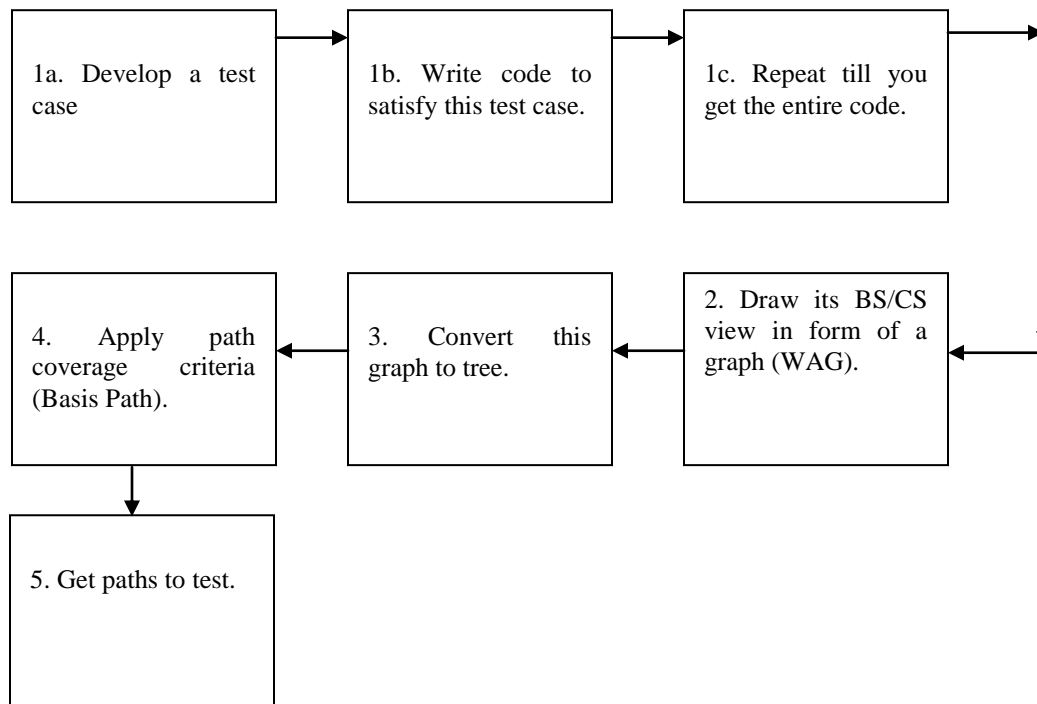 1a. Develop a test
case
1b. Write code to
satisfy this test case.
1c. Repeat till you
get the entire code.
2. Draw its BS/CS
view in form of a
graph (WAG).
3. Convert this
graph to tree.
4. Apply path
coverage criteria
(Basis Path).
5. Get paths to test.